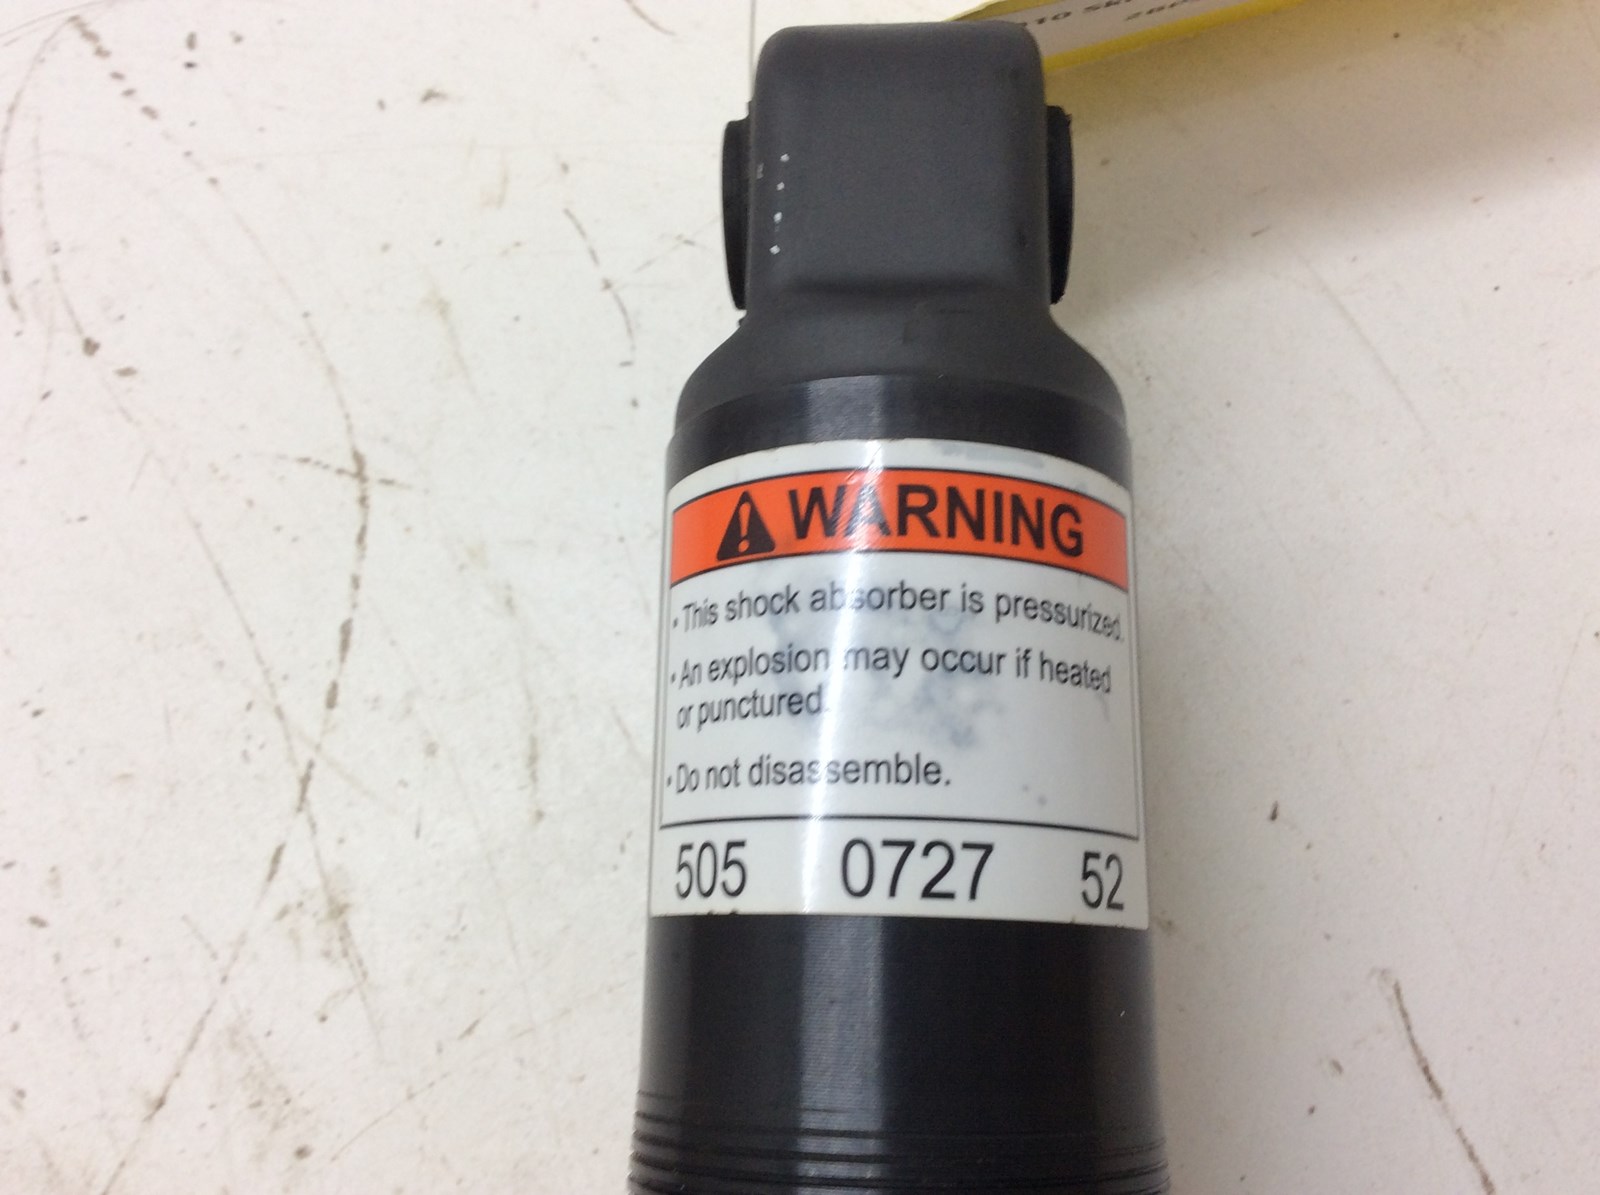 WARNING
• This shock absorber is pressurized.
• An explosion may occur if heated
or punctured.
• Do not disassemble.
505 0727 52